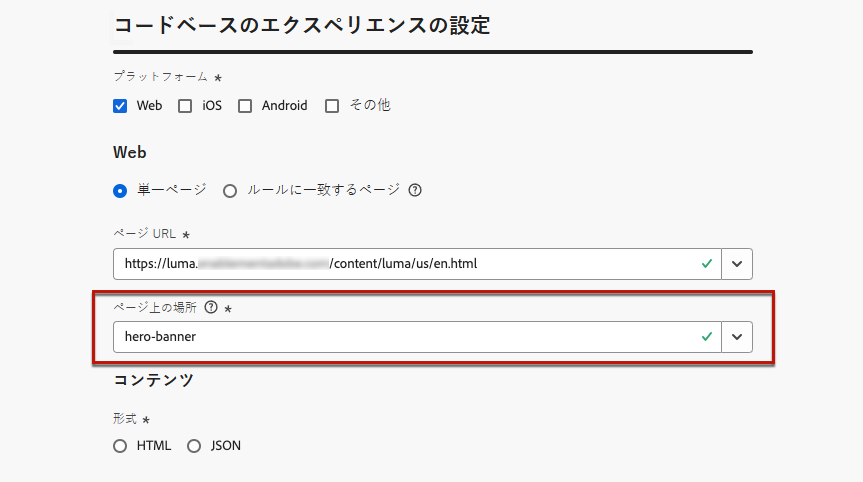 コードベースのエクスペリエンスの設定
プラットフォーム *
Web iOS Android その他
Web
単一ページ ルールに一致するページ ?
ページ URL *
https://luma. /content/luma/us/en.html
ページ上の場所 ? *
hero-banner
コンテンツ
形式 *
HTML JSON